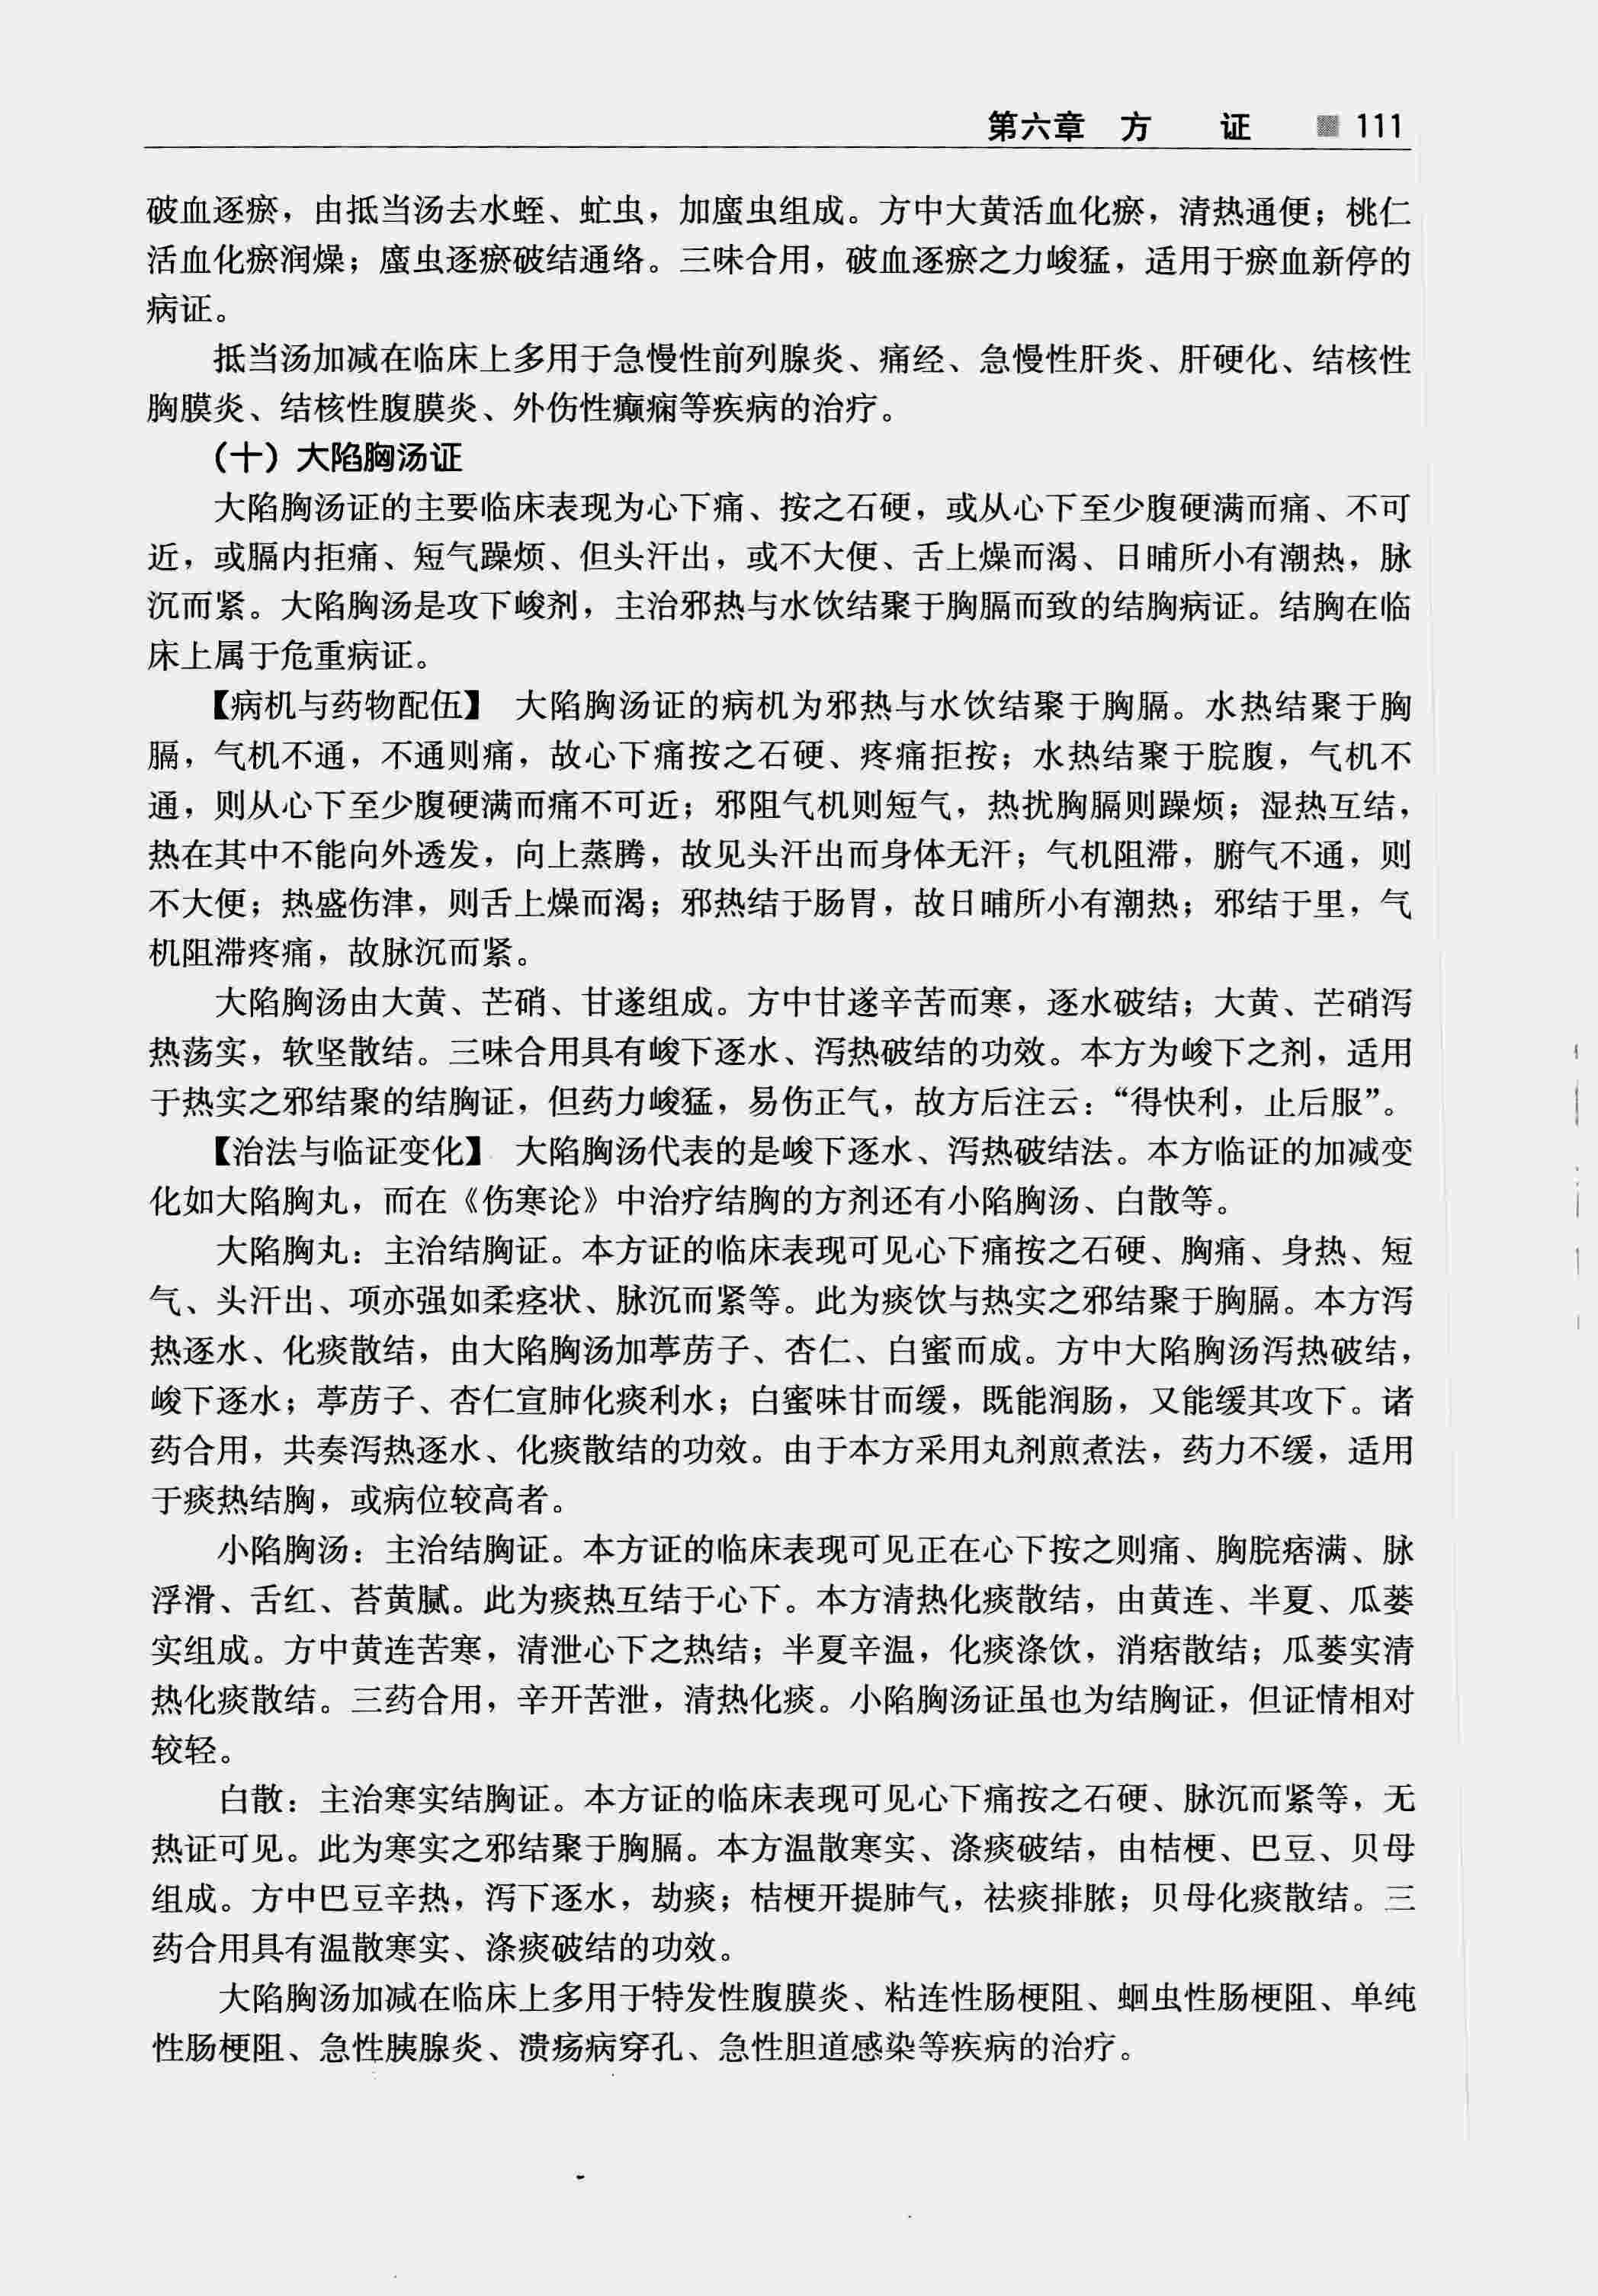 第六章 方 证 111
破血逐瘀，由抵当汤去水蛭、虻虫，加䗪虫组成。方中大黄活血化瘀，清热通便；桃仁
活血化瘀润燥；䗪虫逐瘀破结通络。三味合用，破血逐瘀之力峻猛，适用于瘀血新停的
病证。
抵当汤加减在临床上多用于急慢性前列腺炎、痛经、急慢性肝炎、肝硬化、结核性
胸膜炎、结核性腹膜炎、外伤性癫痫等疾病的治疗。
（十）大陷胸汤证
大陷胸汤证的主要临床表现为心下痛、按之石硬，或从心下至少腹硬满而痛、不可
近，或膈内拒痛、短气躁烦、但头汗出，或不大便、舌上燥而渴、日晡所小有潮热，脉
沉而紧。大陷胸汤是攻下峻剂，主治邪热与水饮结聚于胸膈而致的结胸病证。结胸在临
床上属于危重病证。
【病机与药物配伍】 大陷胸汤证的病机为邪热与水饮结聚于胸膈。水热结聚于胸
膈，气机不通，不通则痛，故心下痛按之石硬、疼痛拒按；水热结聚于脘腹，气机不
通，则从心下至少腹硬满而痛不可近；邪阻气机则短气，热扰胸膈则躁烦；湿热互结，
热在其中不能向外透发，向上蒸腾，故见头汗出而身体无汗；气机阻滞，腑气不通，则
不大便；热盛伤津，则舌上燥而渴；邪热结于肠胃，故日晡所小有潮热；邪结于里，气
机阻滞疼痛，故脉沉而紧。
大陷胸汤由大黄、芒硝、甘遂组成。方中甘遂辛苦而寒，逐水破结；大黄、芒硝泻
热荡实，软坚散结。三味合用具有峻下逐水、泻热破结的功效。本方为峻下之剂，适用
于热实之邪结聚的结胸证，但药力峻猛，易伤正气，故方后注云：“得快利，止后服”。
【治法与临证变化】 大陷胸汤代表的是峻下逐水、泻热破结法。本方临证的加减变
化如大陷胸丸，而在《伤寒论》中治疗结胸的方剂还有小陷胸汤、白散等。
大陷胸丸：主治结胸证。本方证的临床表现可见心下痛按之石硬、胸痛、身热、短
气、头汗出、项亦强如柔痉状、脉沉而紧等。此为痰饮与热实之邪结聚于胸膈。本方泻
热逐水、化痰散结，由大陷胸汤加葶苈子、杏仁、白蜜而成。方中大陷胸汤泻热破结，
峻下逐水；葶苈子、杏仁宣肺化痰利水；白蜜味甘而缓，既能润肠，又能缓其攻下。诸
药合用，共奏泻热逐水、化痰散结的功效。由于本方采用丸剂煎煮法，药力不缓，适用
于痰热结胸，或病位较高者。
小陷胸汤：主治结胸证。本方证的临床表现可见正在心下按之则痛、胸脘痞满、脉
浮滑、舌红、苔黄腻。此为痰热互结于心下。本方清热化痰散结，由黄连、半夏、瓜蒌
实组成。方中黄连苦寒，清泄心下之热结；半夏辛温，化痰涤饮，消痞散结；瓜蒌实清
热化痰散结。三药合用，辛开苦泄，清热化痰。小陷胸汤证虽也为结胸证，但证情相对
较轻。
白散：主治寒实结胸证。本方证的临床表现可见心下痛按之石硬、脉沉而紧等，无
热证可见。此为寒实之邪结聚于胸膈。本方温散寒实、涤痰破结，由桔梗、巴豆、贝母
组成。方中巴豆辛热，泻下逐水，劫痰；桔梗开提肺气，祛痰排脓；贝母化痰散结。三
药合用具有温散寒实、涤痰破结的功效。
大陷胸汤加减在临床上多用于特发性腹膜炎、粘连性肠梗阻、蛔虫性肠梗阻、单纯
性肠梗阻、急性胰腺炎、溃疡病穿孔、急性胆道感染等疾病的治疗。